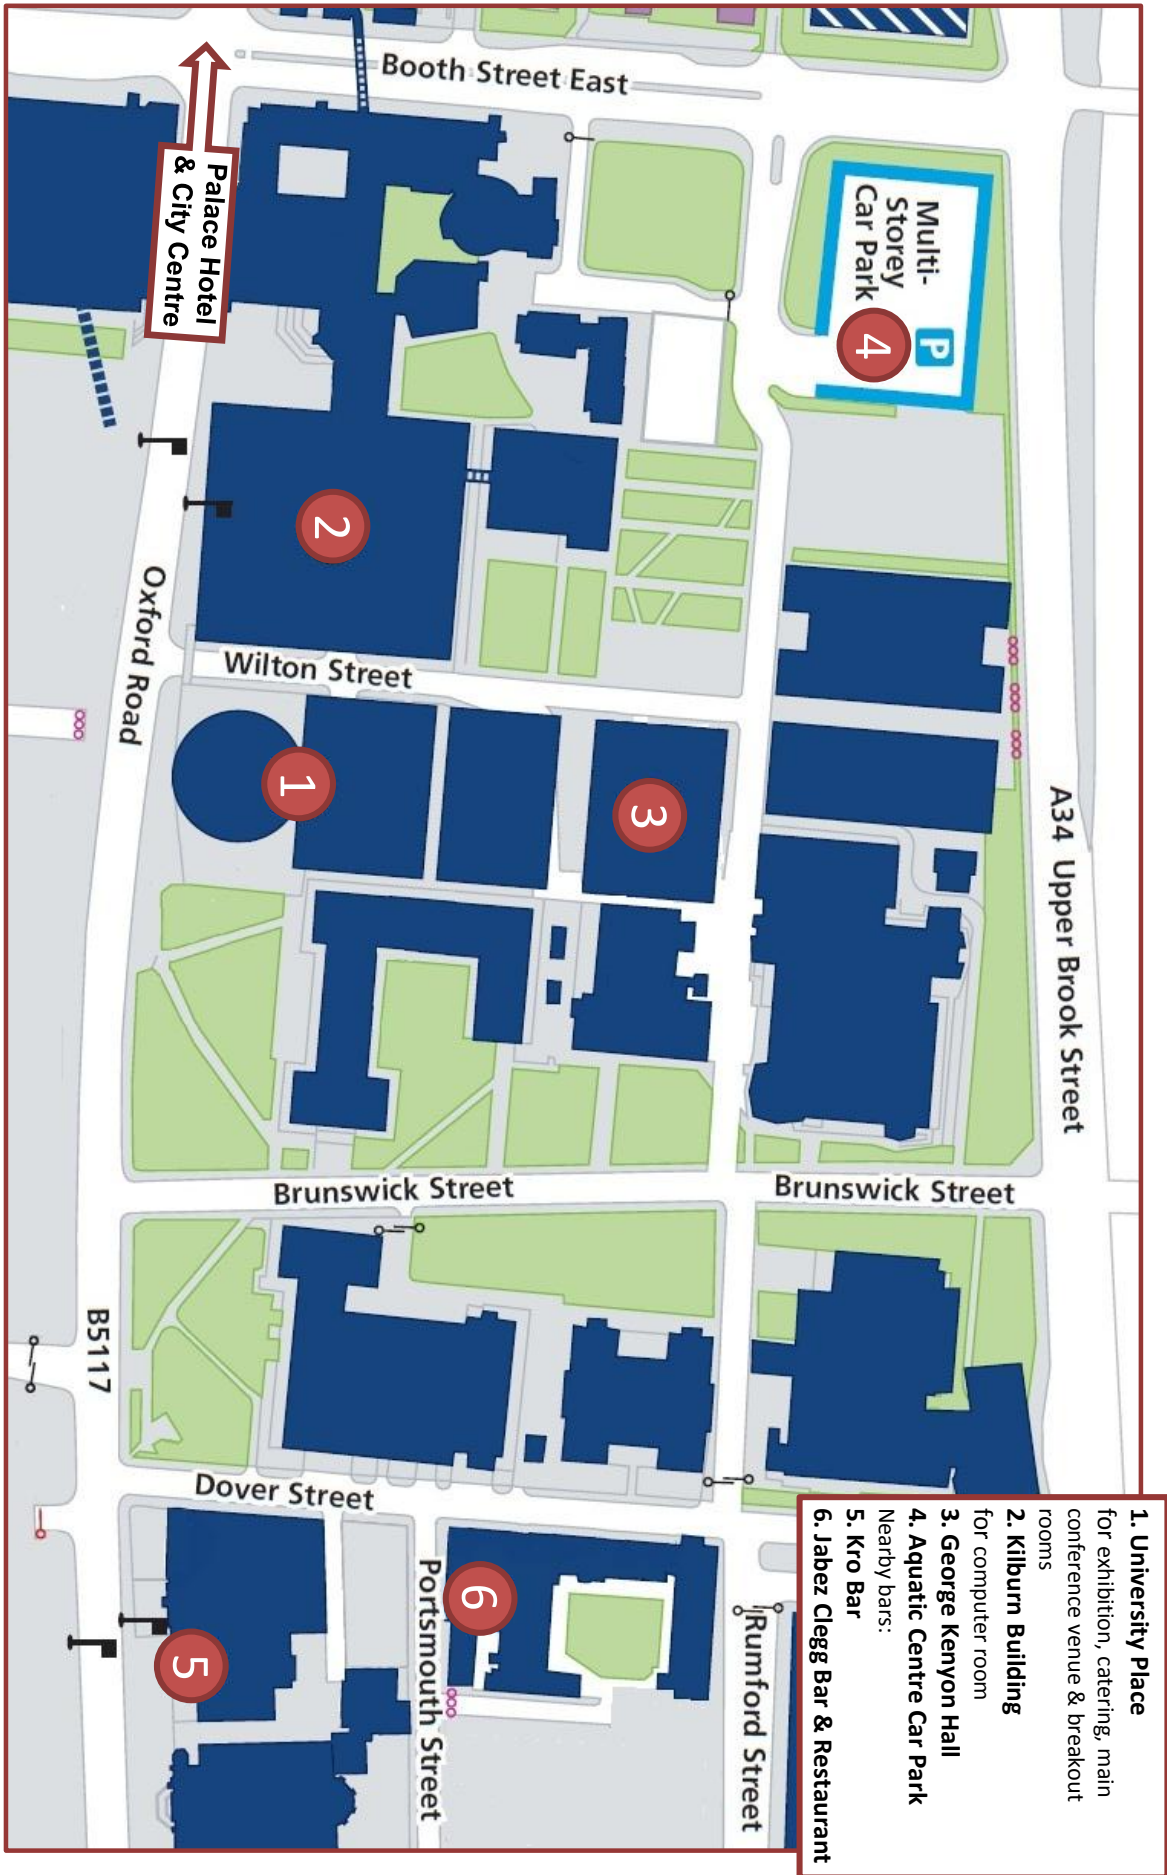 Booth Street East
Palace Hotel
& City Centre
Multi-
Storey
Car Park
P
4
2
Oxford Road
Wilton Street
1
3
A34 Upper Brook Street
Brunswick Street
Brunswick Street
B5117
Dover Street
5
6
Portsmouth Street
Rumford Street
1. University Place
for exhibition, catering, main
conference venue & breakout
rooms
2. Kilburn Building
for computer room
3. George Kenyon Hall
4. Aquatic Centre Car Park
Nearby bars:
5. Kro Bar
6. Jabez Clegg Bar & Restaurant